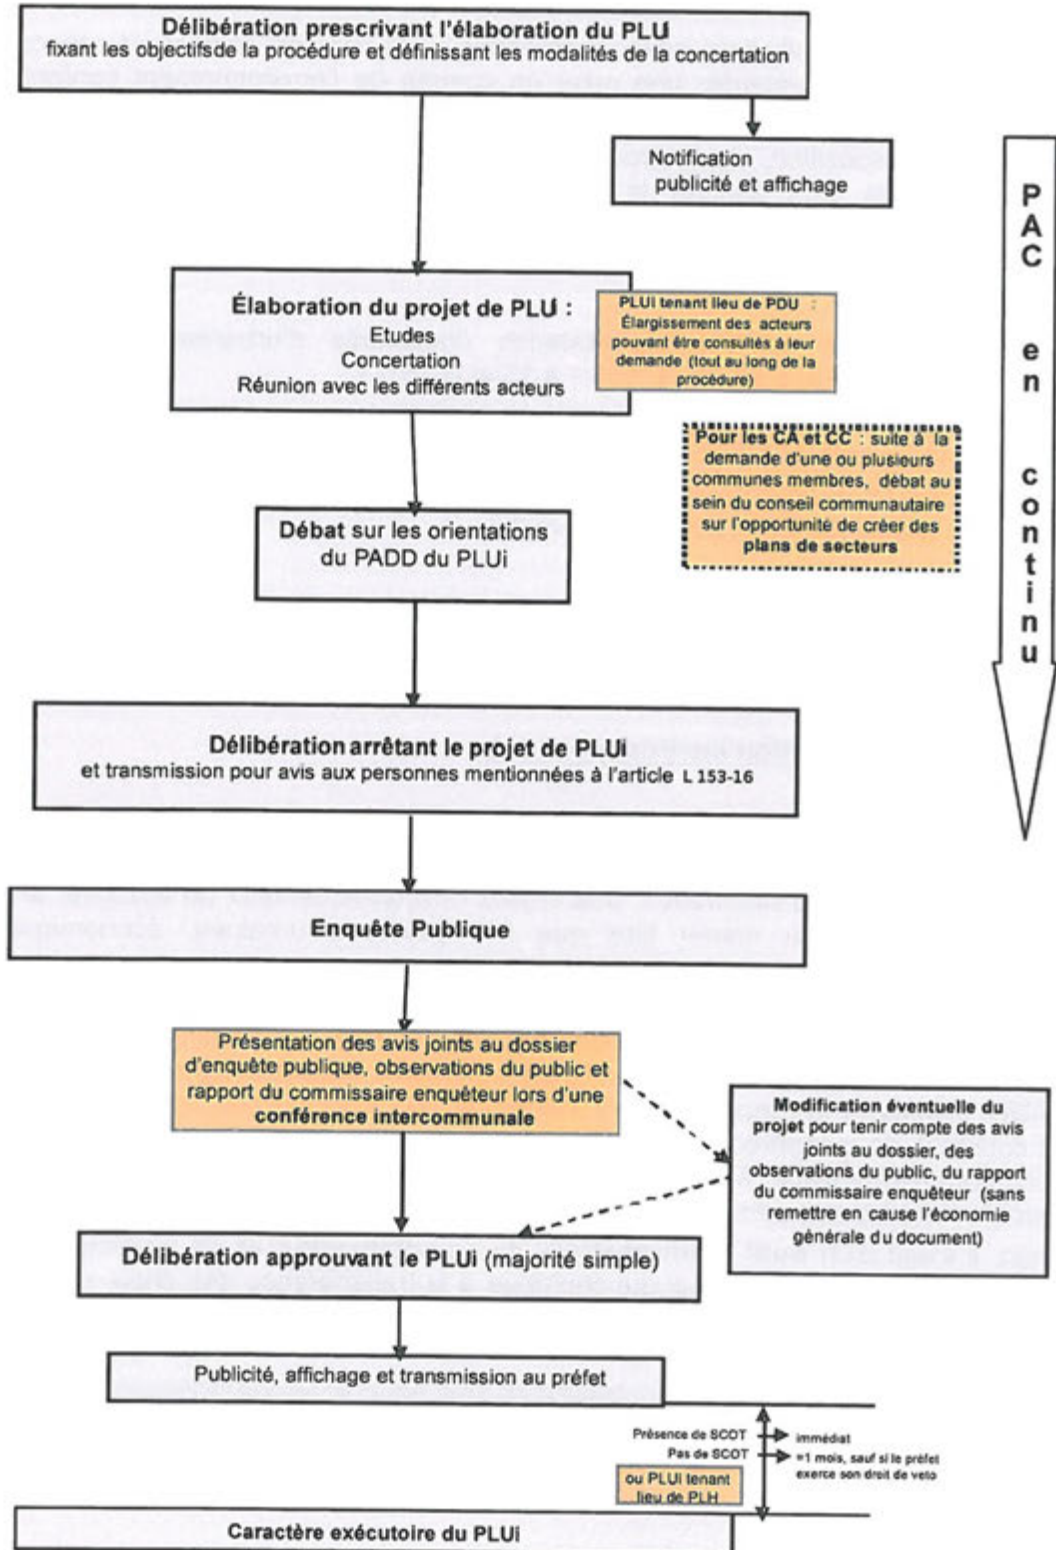 Délibération prescrivant l'élaboration du PLUi
fixant les objectifs de la procédure et définissant les modalités de la concertation
Notification
publicité et affichage
PAC en continu
Élaboration du projet de PLUi :
Etudes
Concertation
Réunion avec les différents acteurs
PLUi tenant lieu de PDU :
Élargissement des acteurs
pouvant être consultés à leur
demande (tout au long de la
procédure)
Pour les CA et CC : suite à la
demande d'une ou plusieurs
communes membres, débat au
sein du conseil communautaire
sur l'opportunité de créer des
plans de secteurs
Débat sur les orientations
du PADD du PLUi
Délibération arrêtant le projet de PLUi
et transmission pour avis aux personnes mentionnées à l'article L 153-16
Enquête Publique
Présentation des avis joints au dossier
d'enquête publique, observations du public et
rapport du commissaire enquêteur lors d'une
conférence intercommunale
Modification éventuelle du
projet pour tenir compte des avis
joints au dossier, des
observations du public, du rapport
du commissaire enquêteur (sans
remettre en cause l'économie
générale du document)
Délibération approuvant le PLUi (majorité simple)
Publicité, affichage et transmission au préfet
Présence de SCOT immédiat
Pas de SCOT =1 mois, sauf si le préfet
exerce son droit de veto
ou PLUi tenant
lieu de PLH
Caractère exécutoire du PLUi